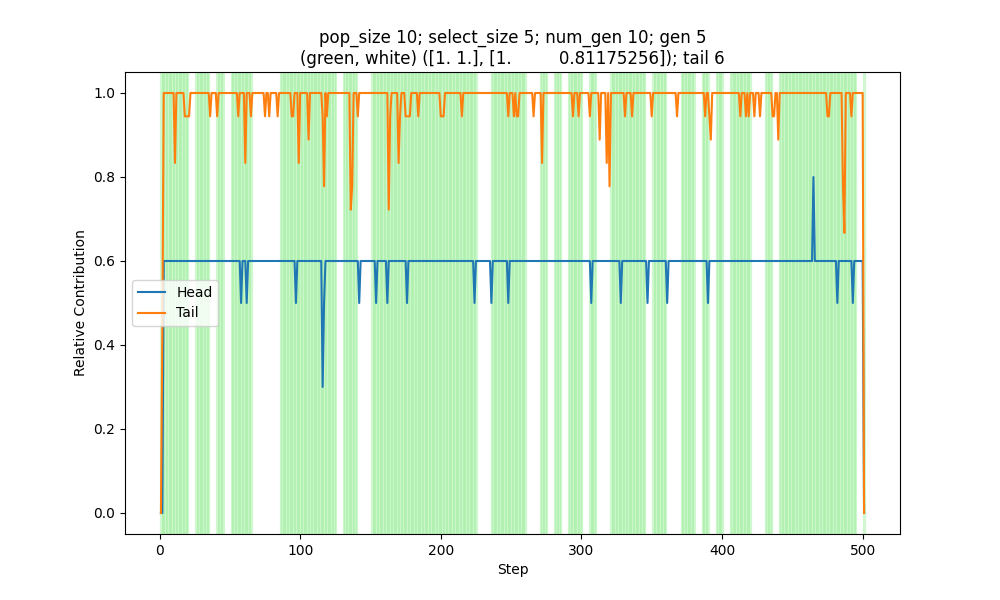 pop_size 10; select_size 5; num_gen 10; gen 5
(green, white) ([1. 1.], [1.          0.81175256]); tail 6
1.0
0.8
0.6
0.4
0.2
0.0
Relative Contribution
Head
Tail
0
100
200
300
400
500
Step